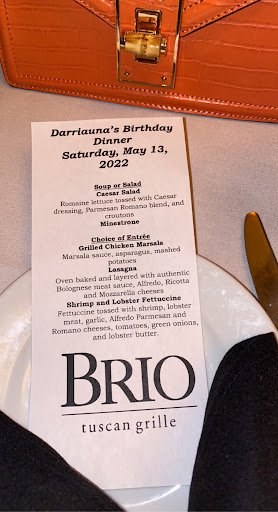 Darriauna's Birthday
Dinner
Saturday, May 13,
2022
Soup or Salad
Caesar Salad
Romaine lettuce tossed with Caesar
dressing, Parmesan Romano blend, and
croutons
Minestrone
Choice of Entrée
Grilled Chicken Marsala
Marsala sauce, asparagus, mashed
potatoes
Lasagna
Oven baked and layered with authentic
Bolognese meat sauce, Alfredo, Ricotta
and Mozzarella cheeses
Shrimp and Lobster Fettuccine
Fettuccine tossed with shrimp, lobster
meat, garlic, Alfredo Parmesan and
Romano cheeses, tomatoes, green onions,
and lobster butter.
BRIO
tuscan grille